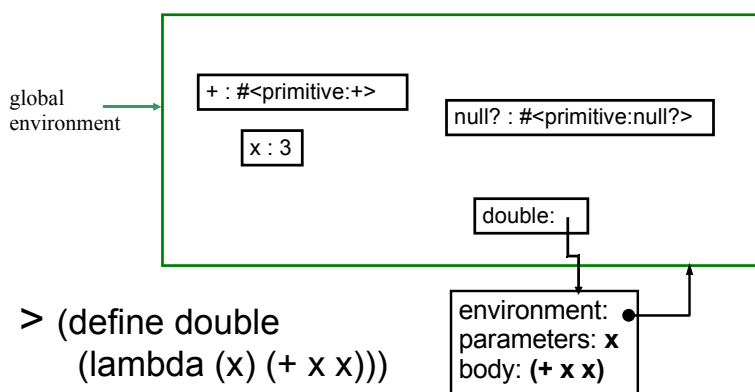 global
environment
+ : #<primitive:+>
null? : #<primitive:null?>
x : 3
double:
environment:
parameters: x
body: (+ x x)
> (define double
(lambda (x) (+ x x)))